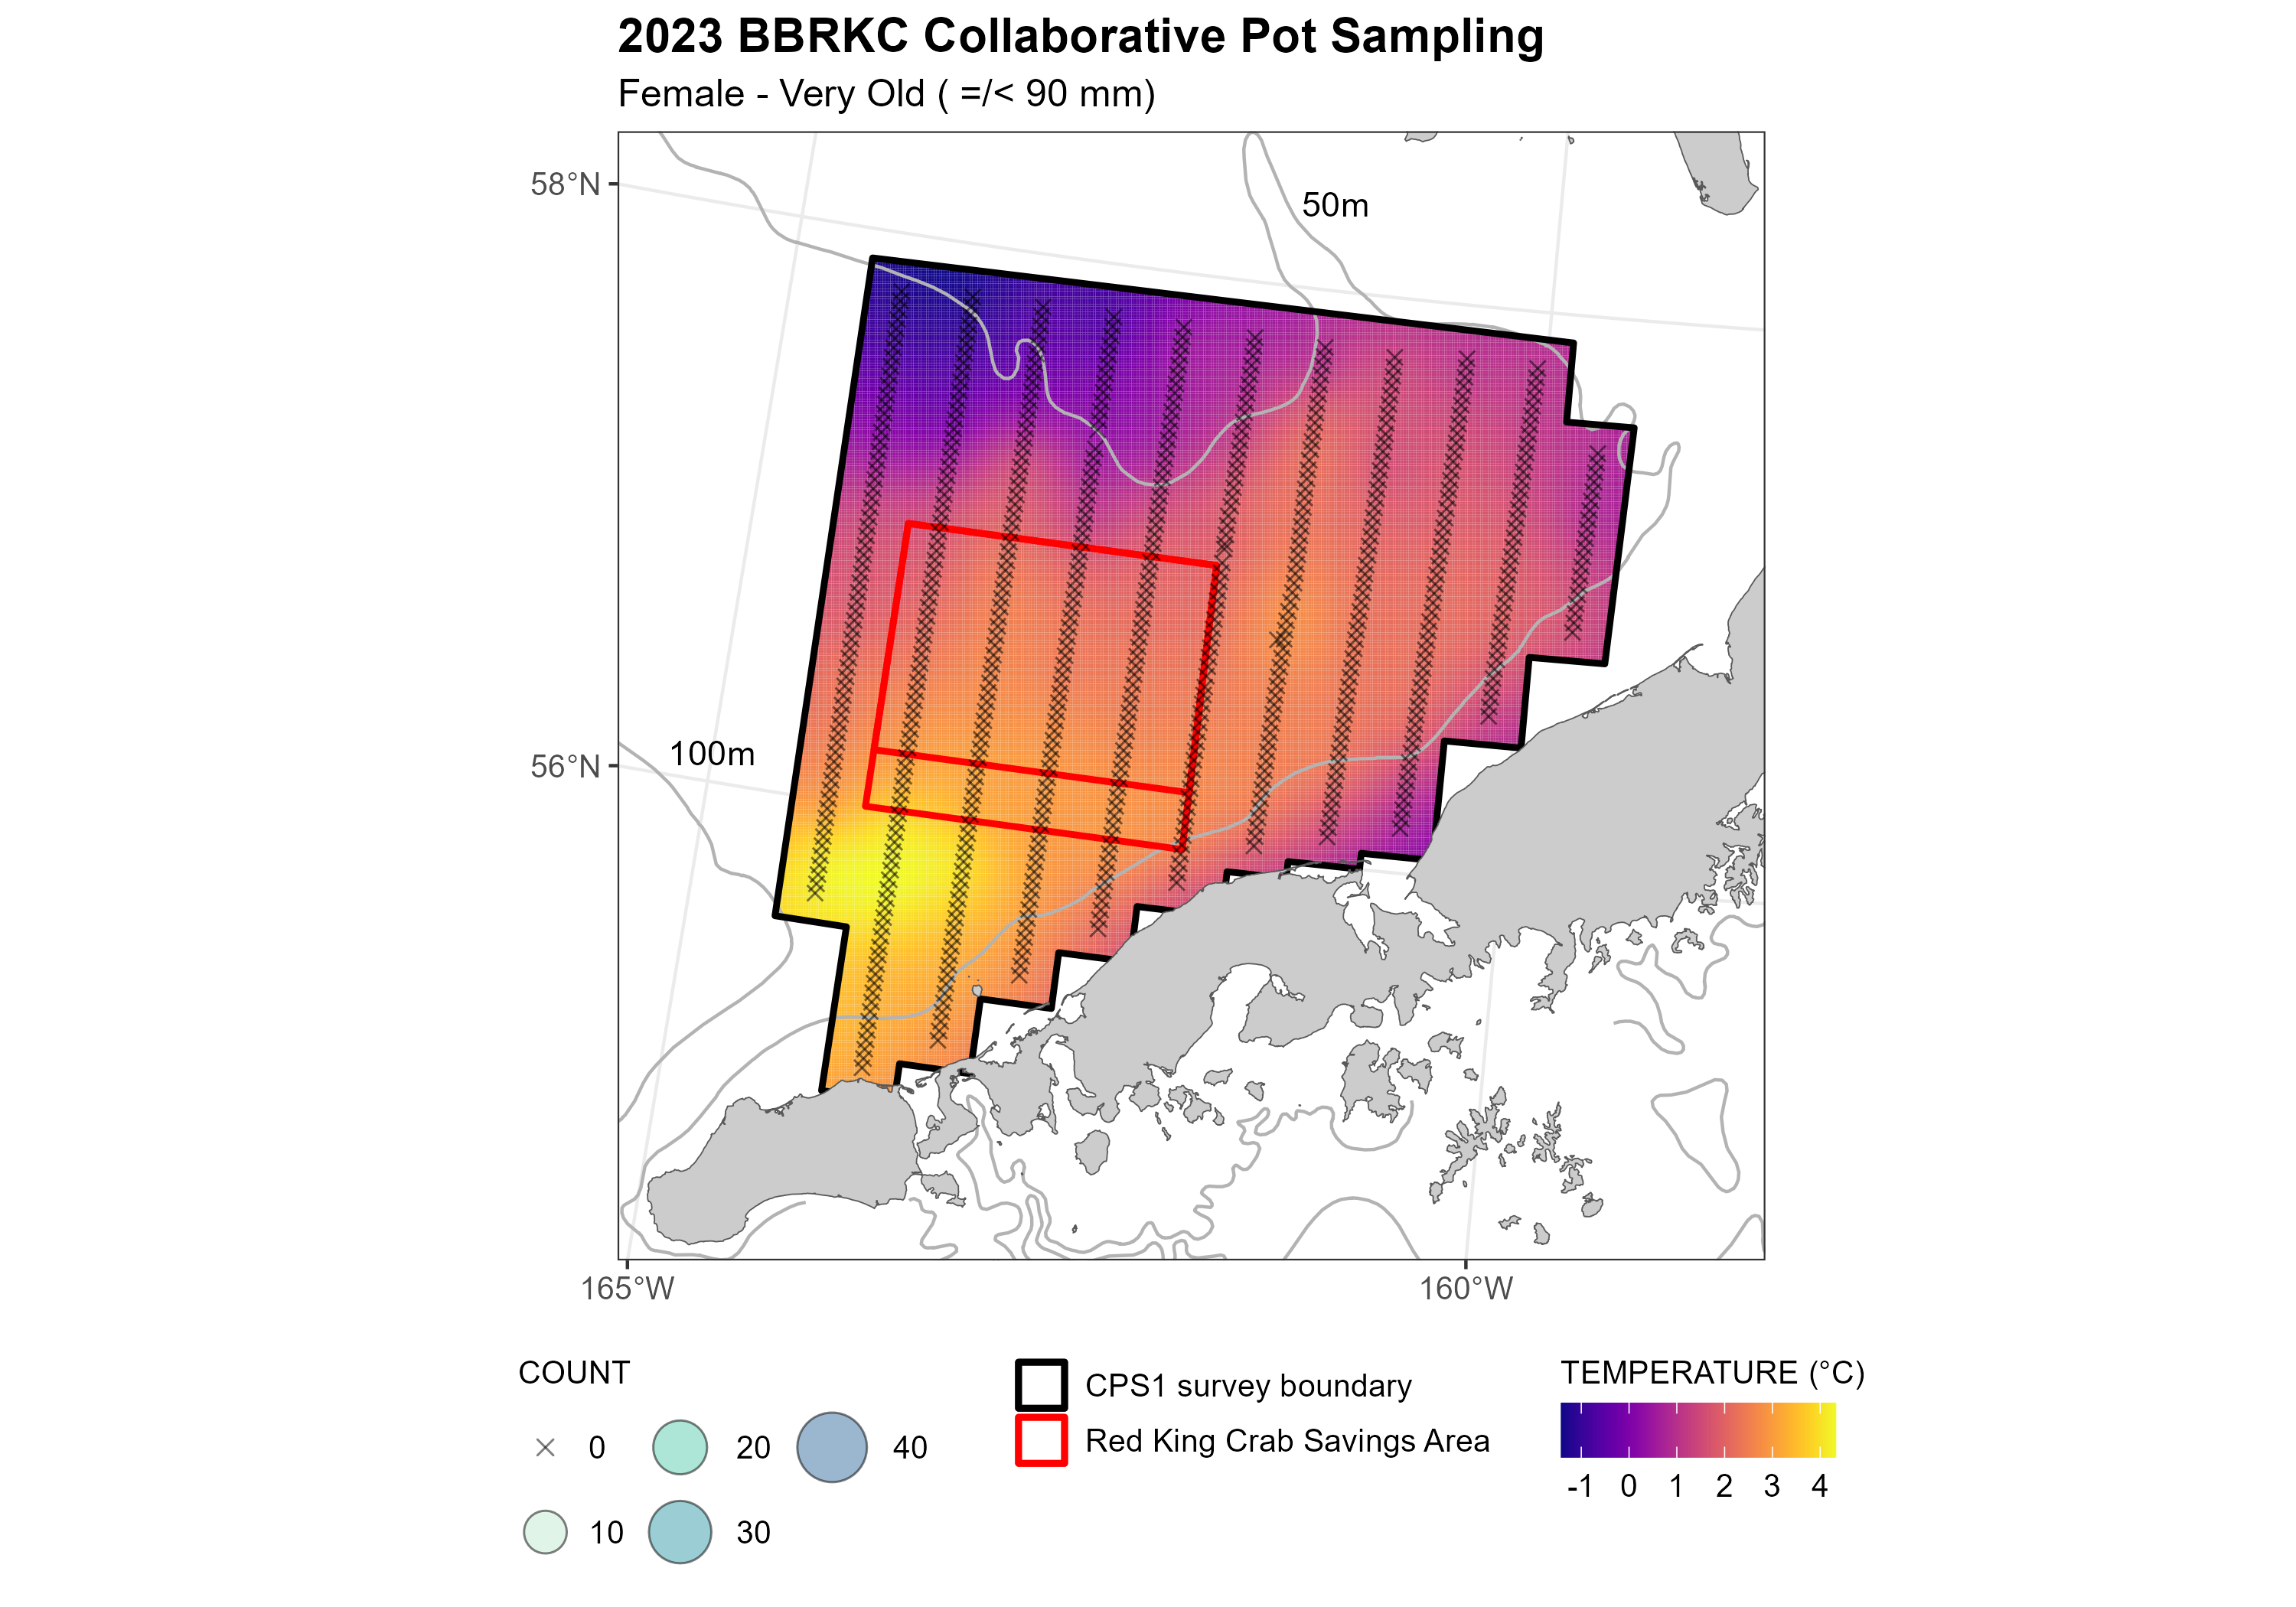 2023 BBRKC Collaborative Pot Sampling
Female - Very Old ( =/< 90 mm)
58°N
50m
100m
56°N
165°W
160°W
COUNT
0
20
40
10
30
CPS1 survey boundary
Red King Crab Savings Area
TEMPERATURE (°C)
-1 0 1 2 3 4